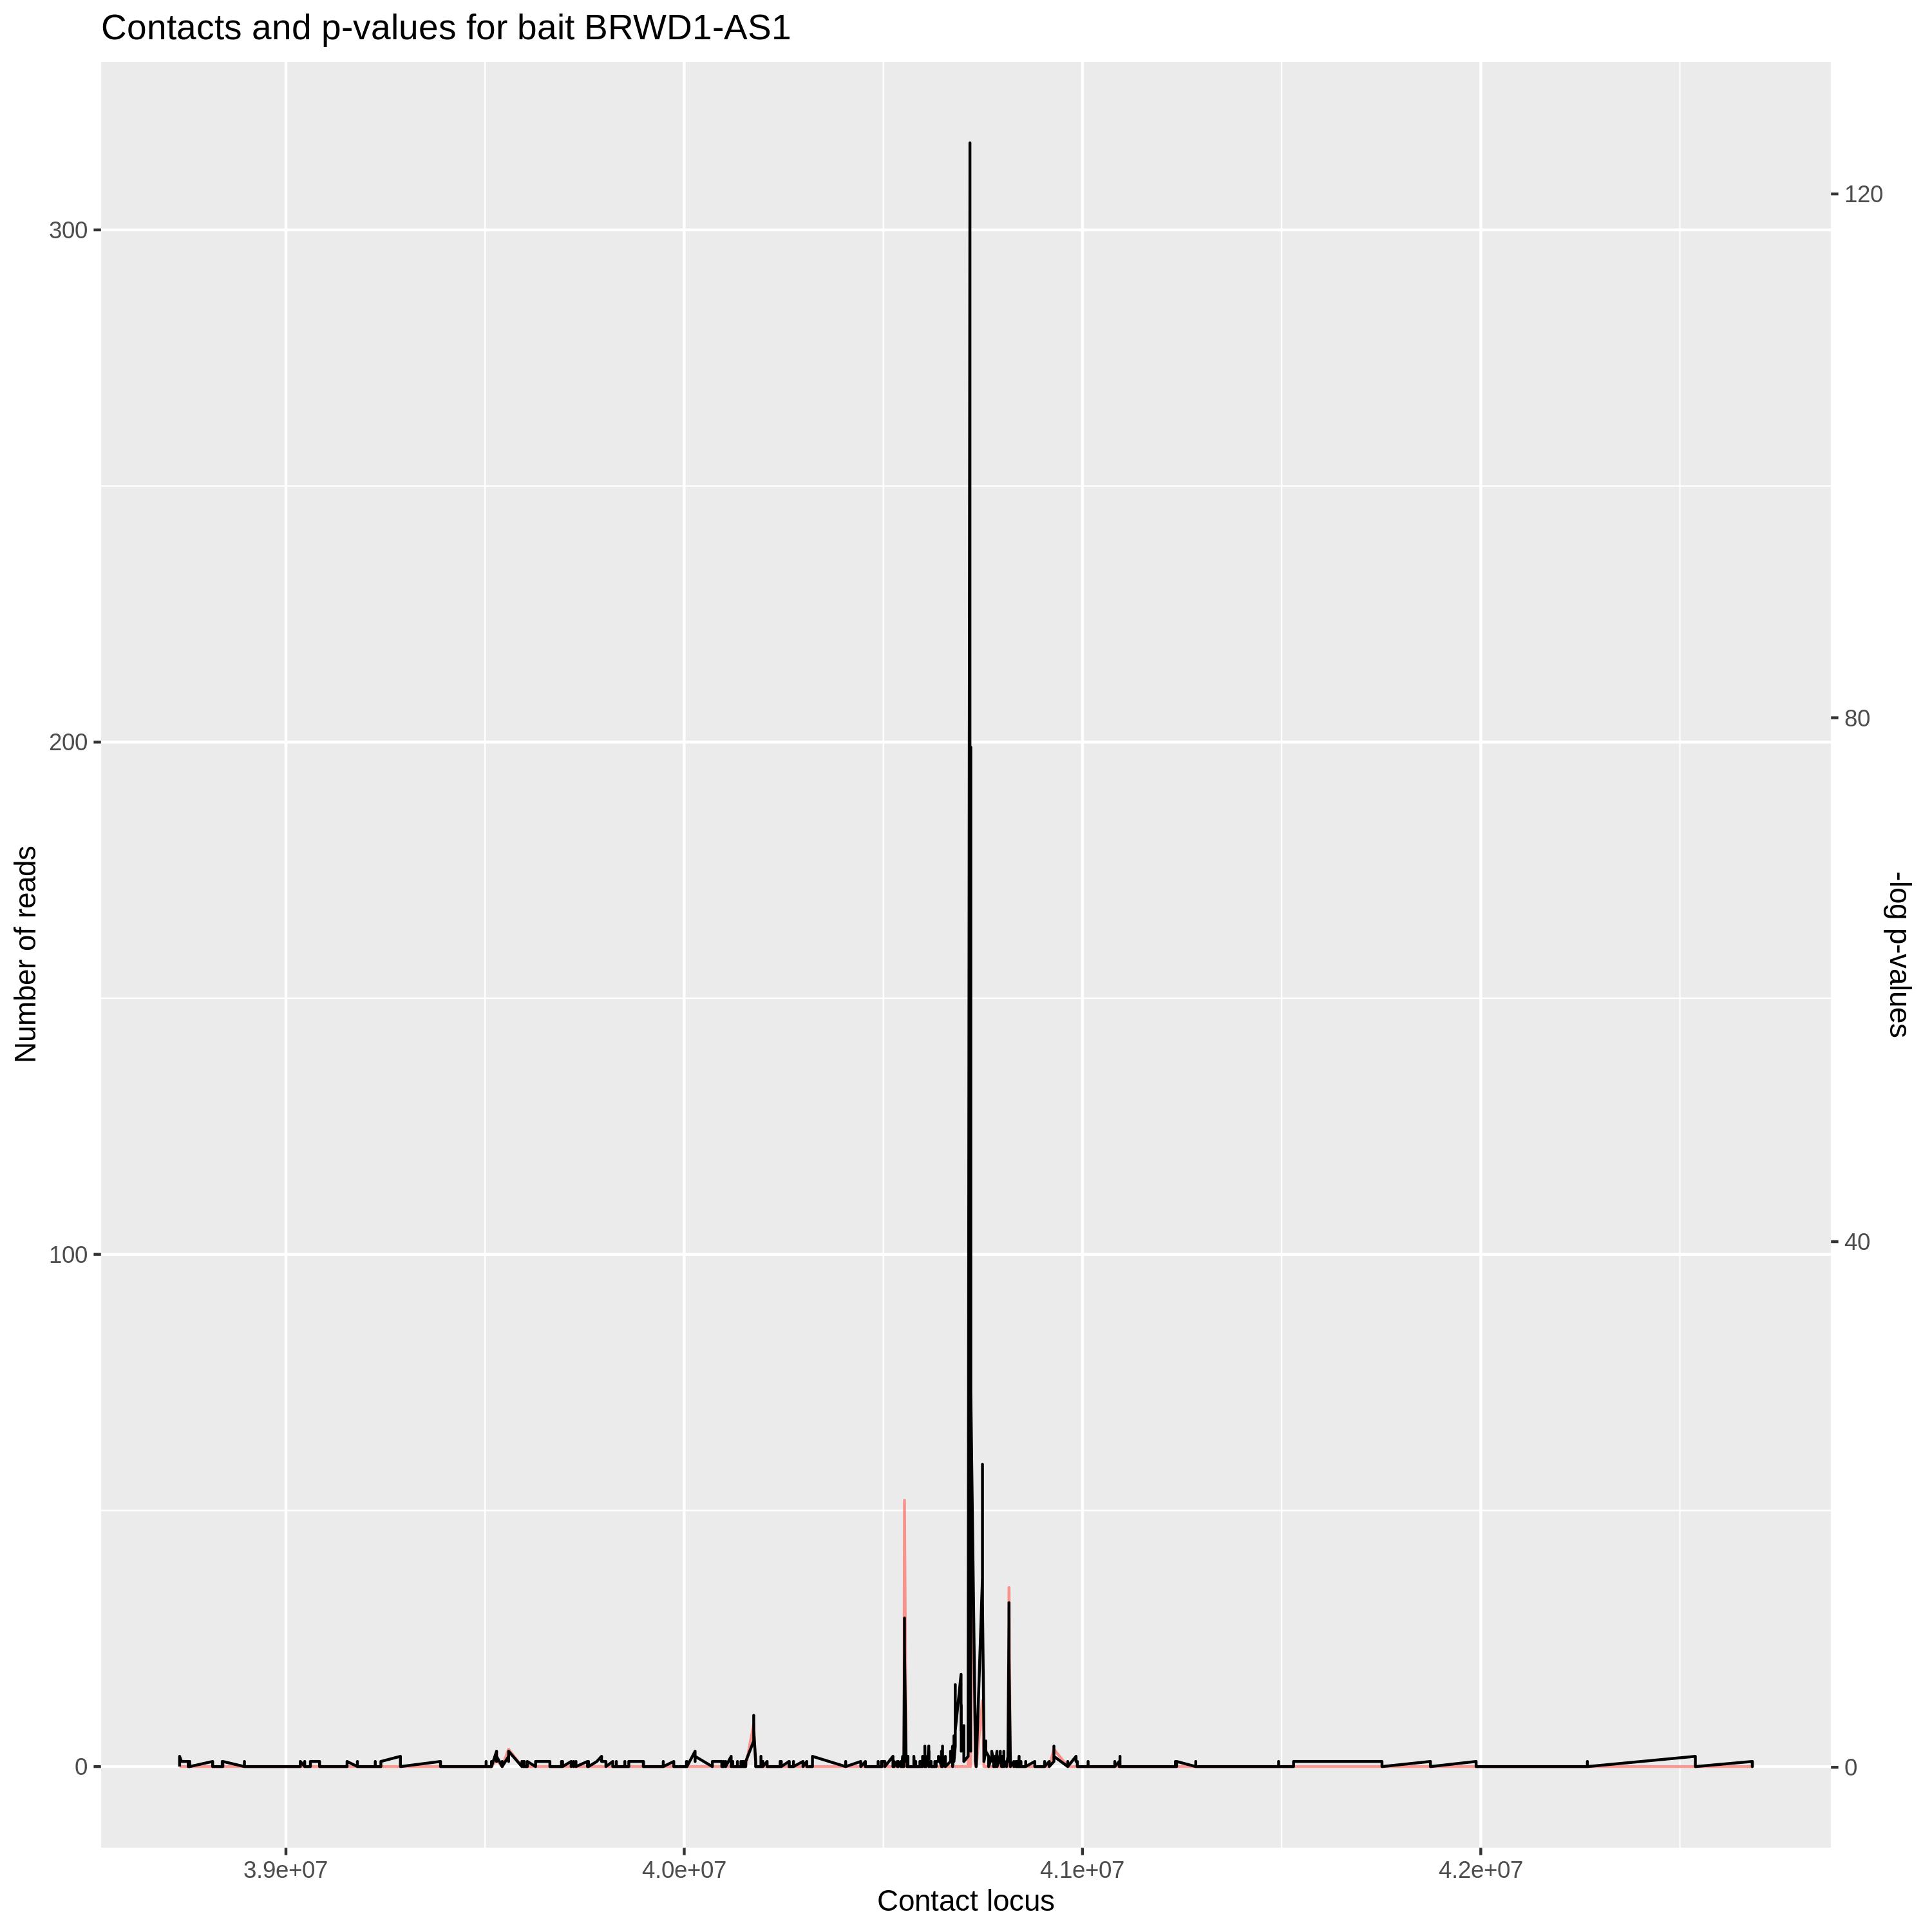 Contacts and p-values for bait BRWD1-AS1
300
200
100
0
Number of reads
120
80
40
0
-log p-values
3.9e+07
4.0e+07
4.1e+07
4.2e+07
Contact locus